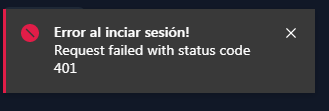 Error al inciar sesión!
Request failed with status code
401